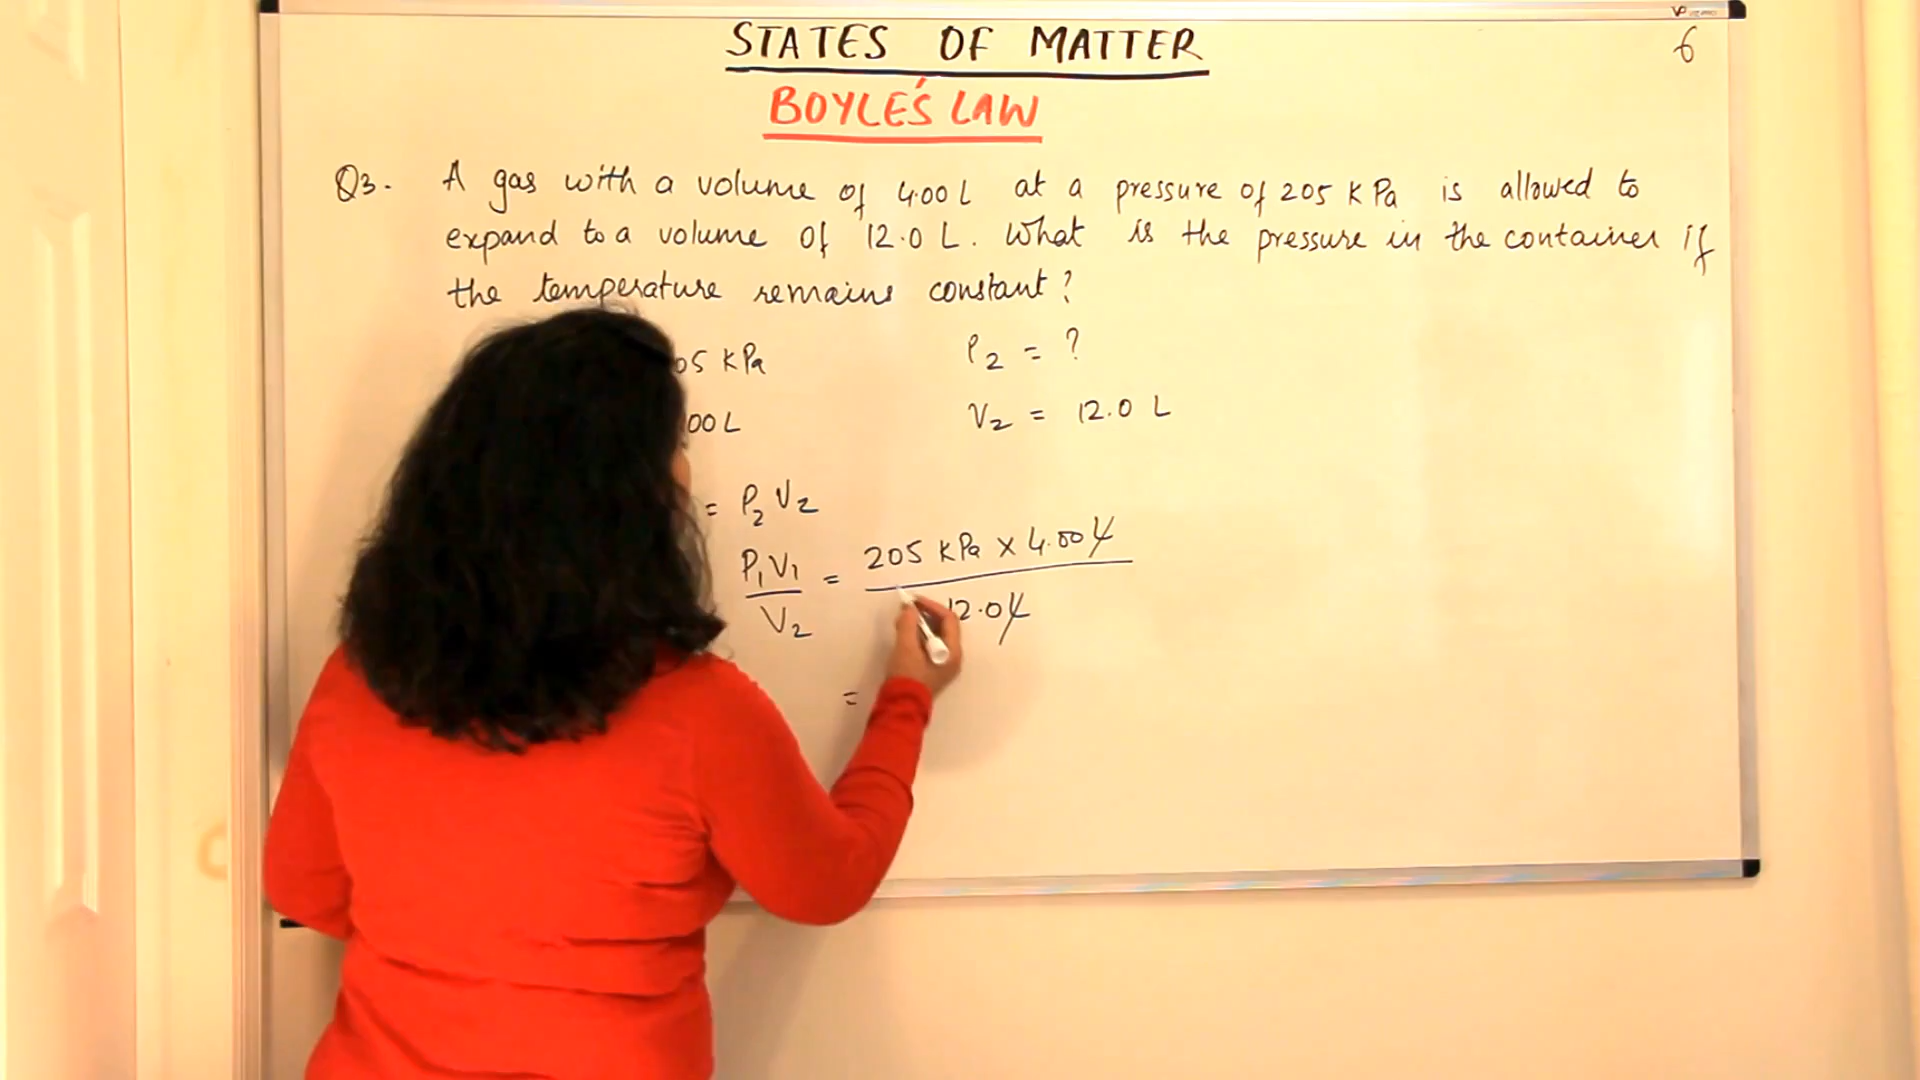 STATES OF MATTER
6
BOYLE'S LAW
Q3. A gas with a volume of 4.00 L at a pressure of 205 KPa is allowed to
expand to a volume of 12.0 L. What is the pressure in the container if
the temperature remains constant?
05 KPa P2 = ?
00 L V2 = 12.0 L
= P2 V2
P1V1 = 205 KPa x 4.00 L
V2 12.0 L
=